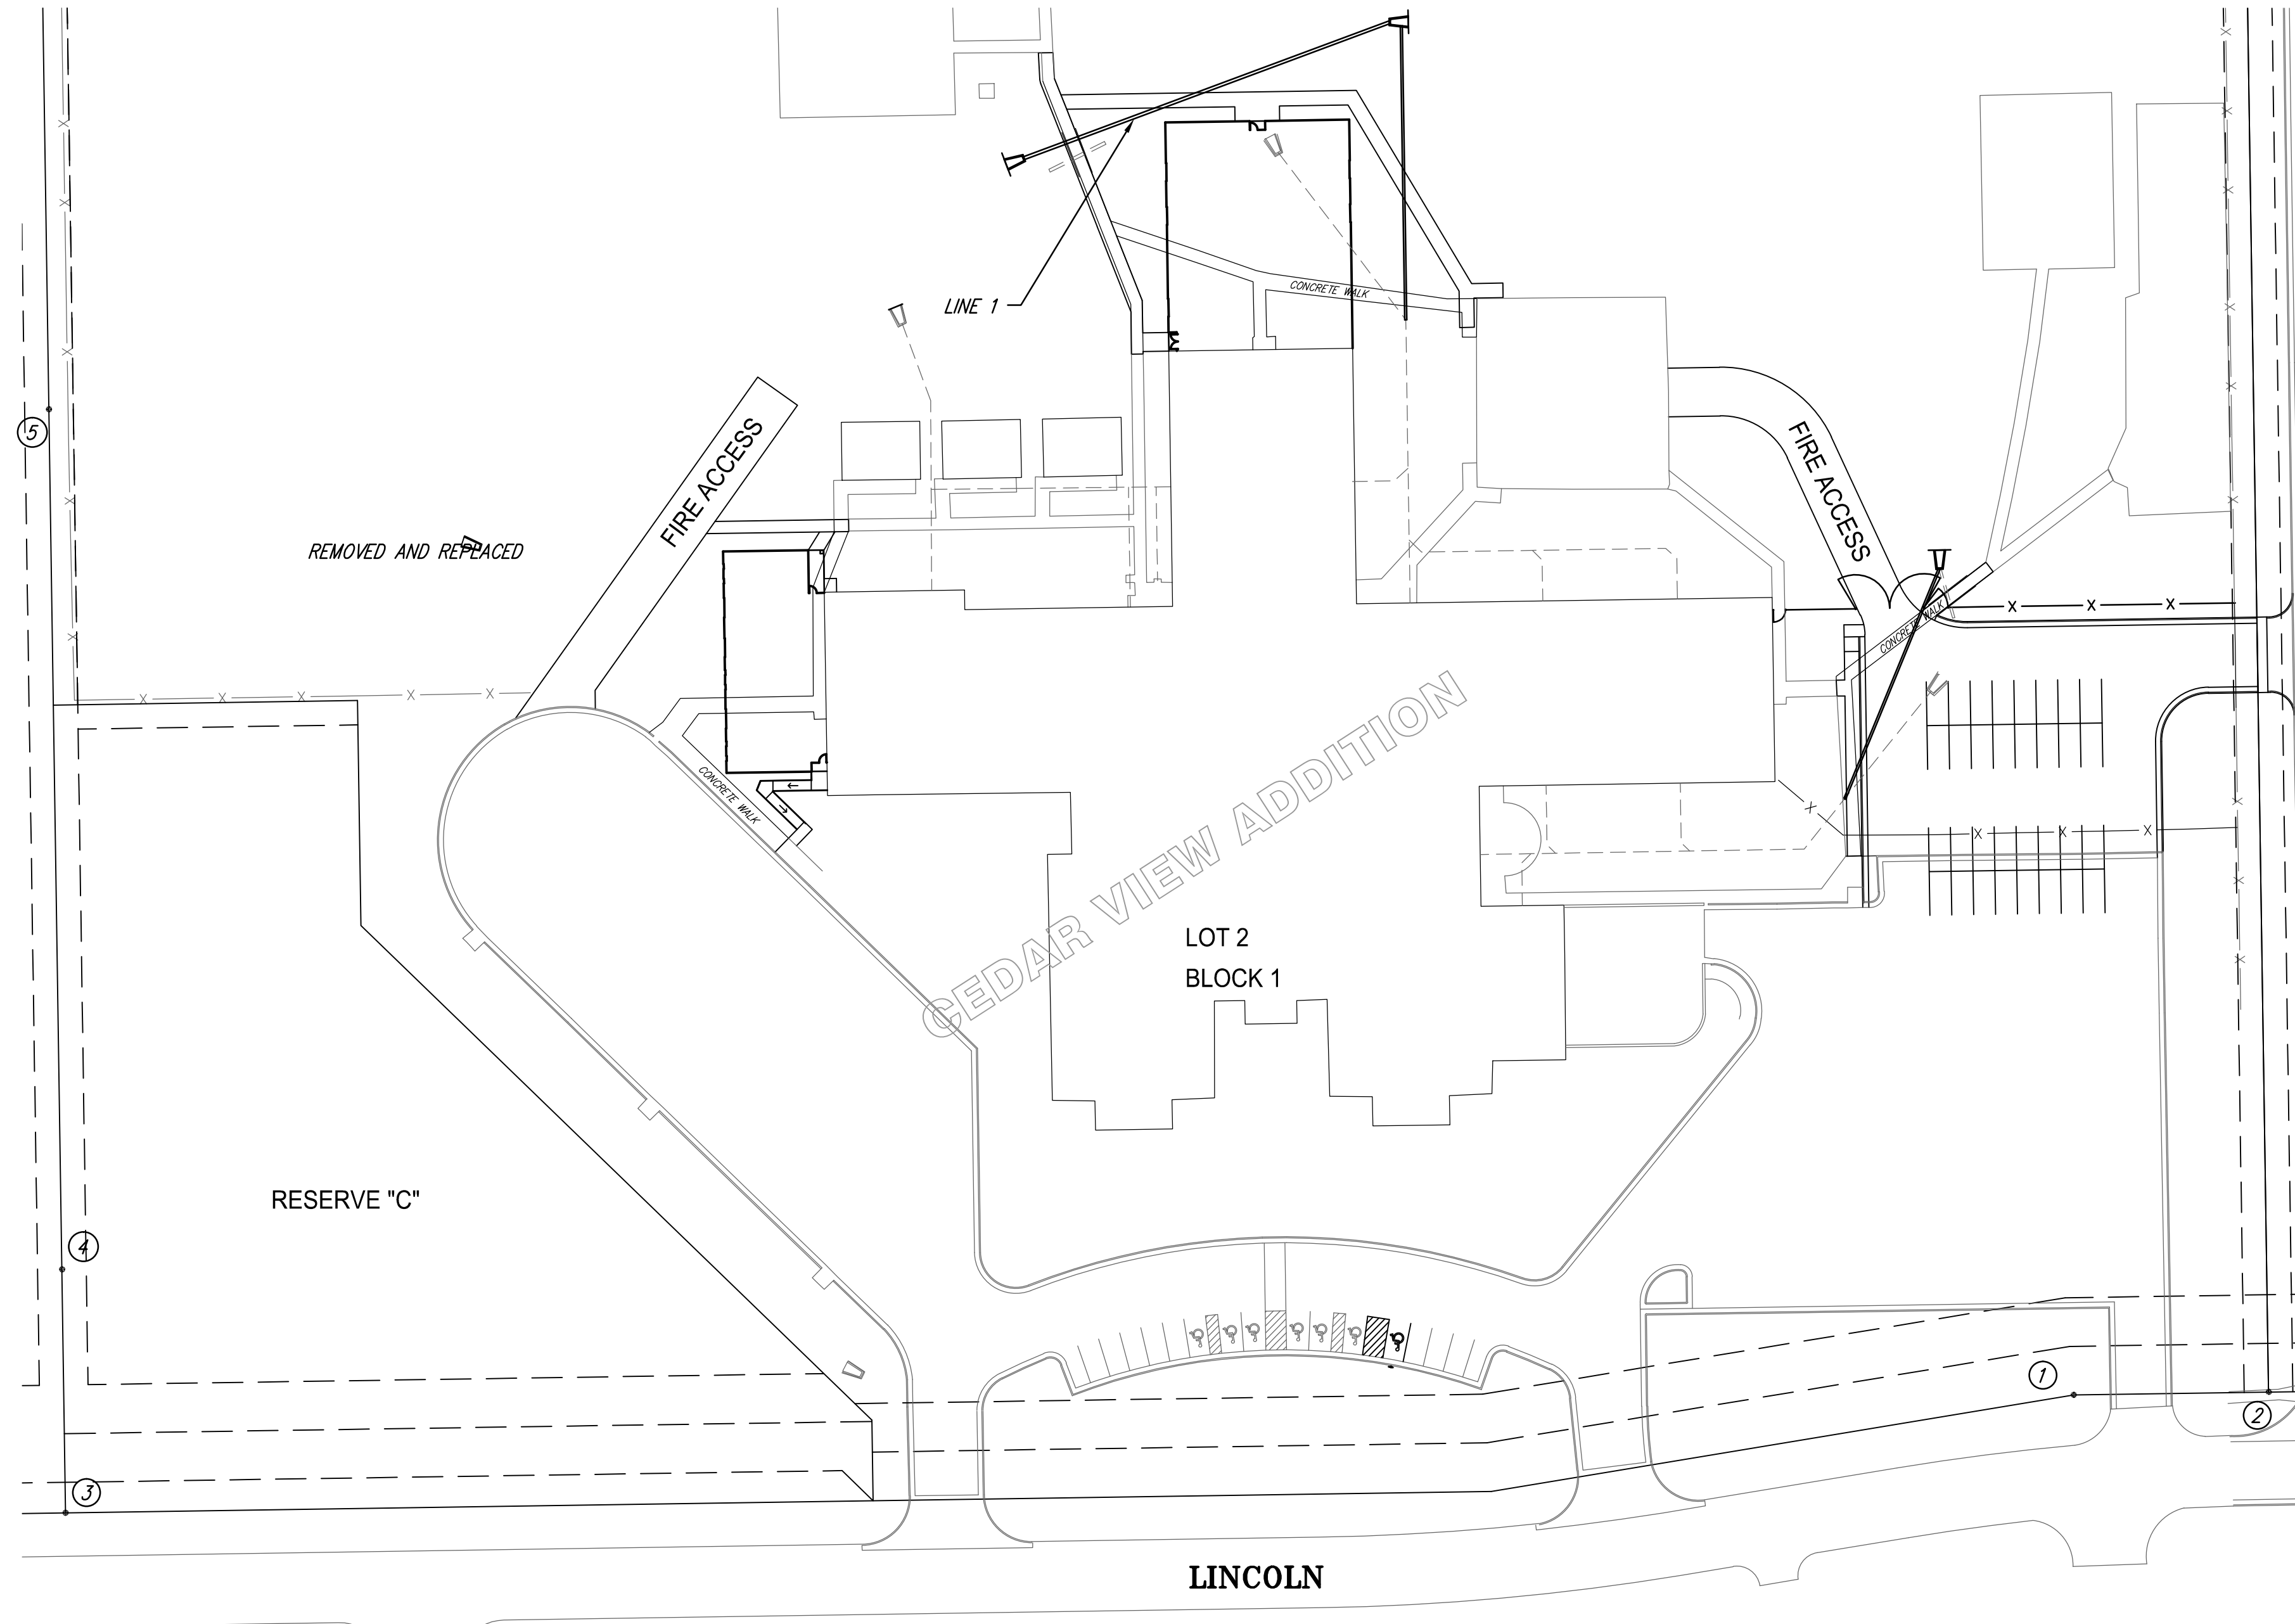 CONCRETE WALK
LINE 1
5
FIRE ACCESS
FIRE ACCESS
REMOVED AND REPLACED
CONCRETE WALK
CONCRETE WALK
CEDAR VIEW ADDITION
LOT 2
BLOCK 1
RESERVE "C"
4
1
2
3
LINCOLN